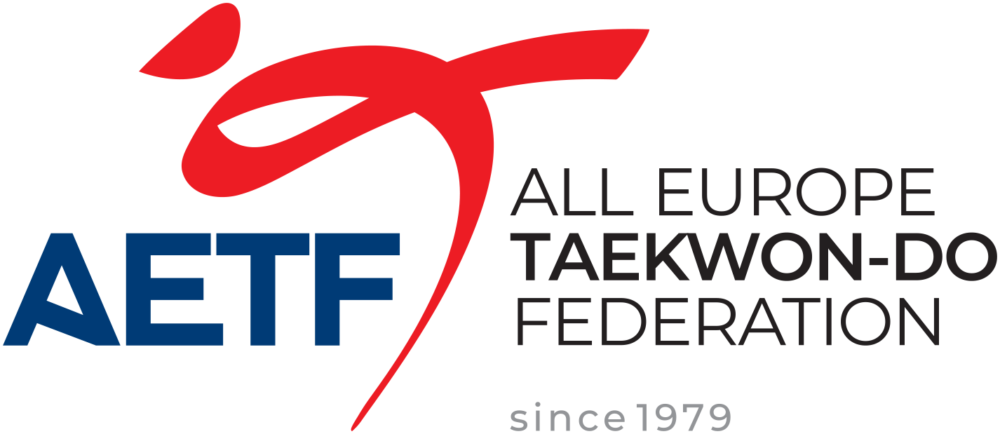 AETF
ALL EUROPE
TAEKWON-DO
FEDERATION
since 1979